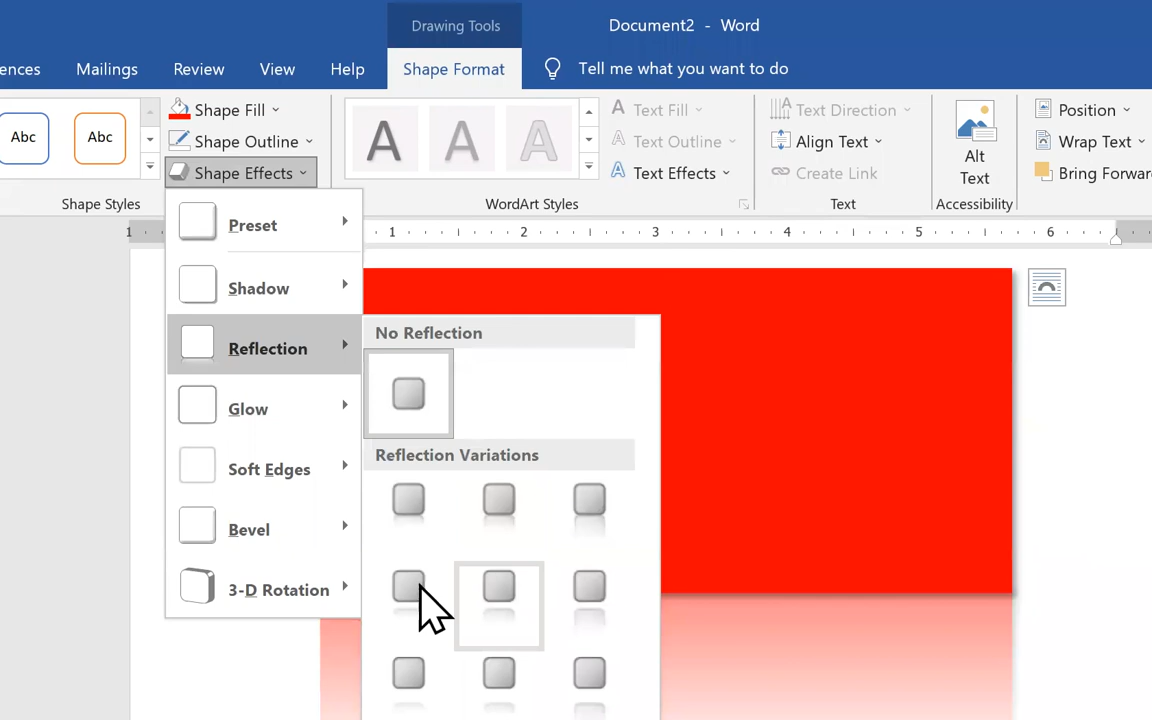 Drawing Tools
Document2 - Word
ences Mailings Review View Help Shape Format Tell me what you want to do
Abc Abc
Shape Fill
Shape Outline
Shape Effects
Shape Styles
A A A
WordArt Styles
A Text Fill
A Text Outline
A Text Effects
Text Direction
Align Text
Create Link
Text
Alt
Text
Accessibility
Position
Wrap Text
Bring Forwar
1 1 2 3 4 5 6
Preset
Shadow
Reflection
Glow
Soft Edges
Bevel
3-D Rotation
No Reflection
Reflection Variations